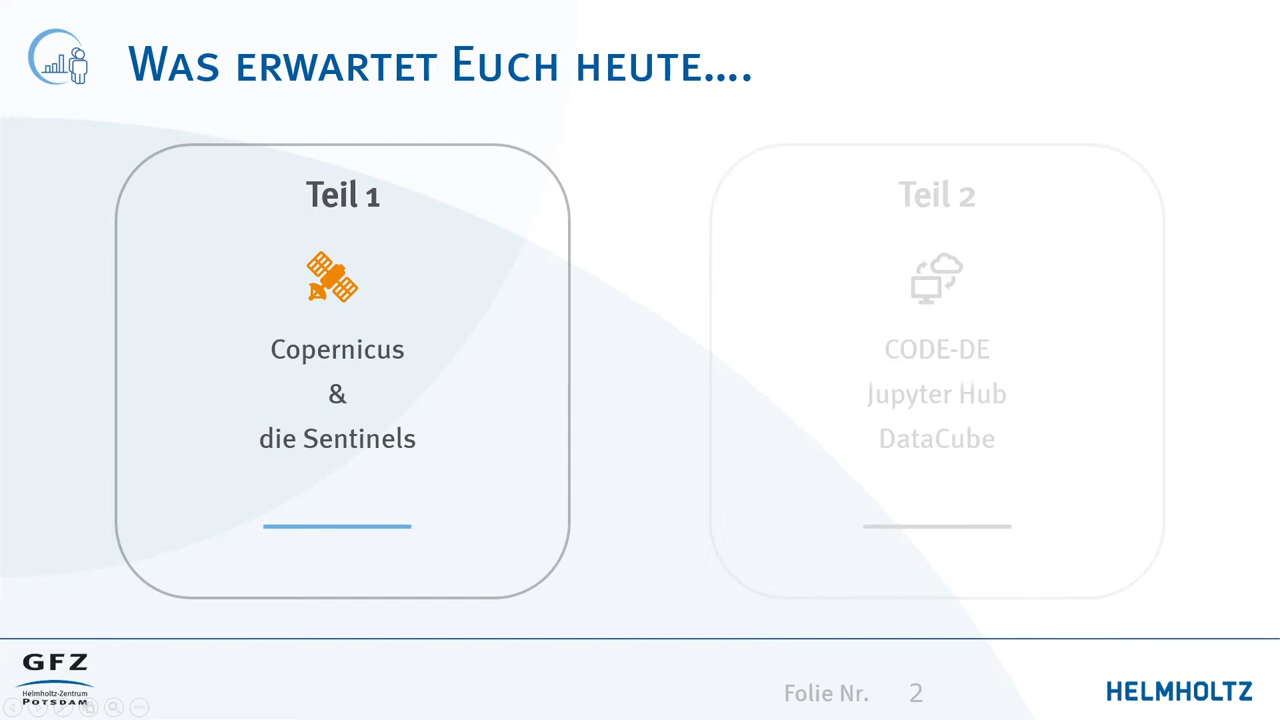 Was erwartet Euch heute....
Teil 1
Copernicus
&
die Sentinels
Teil 2
CODE-DE
Jupyter Hub
DataCube
GFZ
Helmholtz-Zentrum
POTSDAM
Folie Nr. 2
HELMHOLTZ